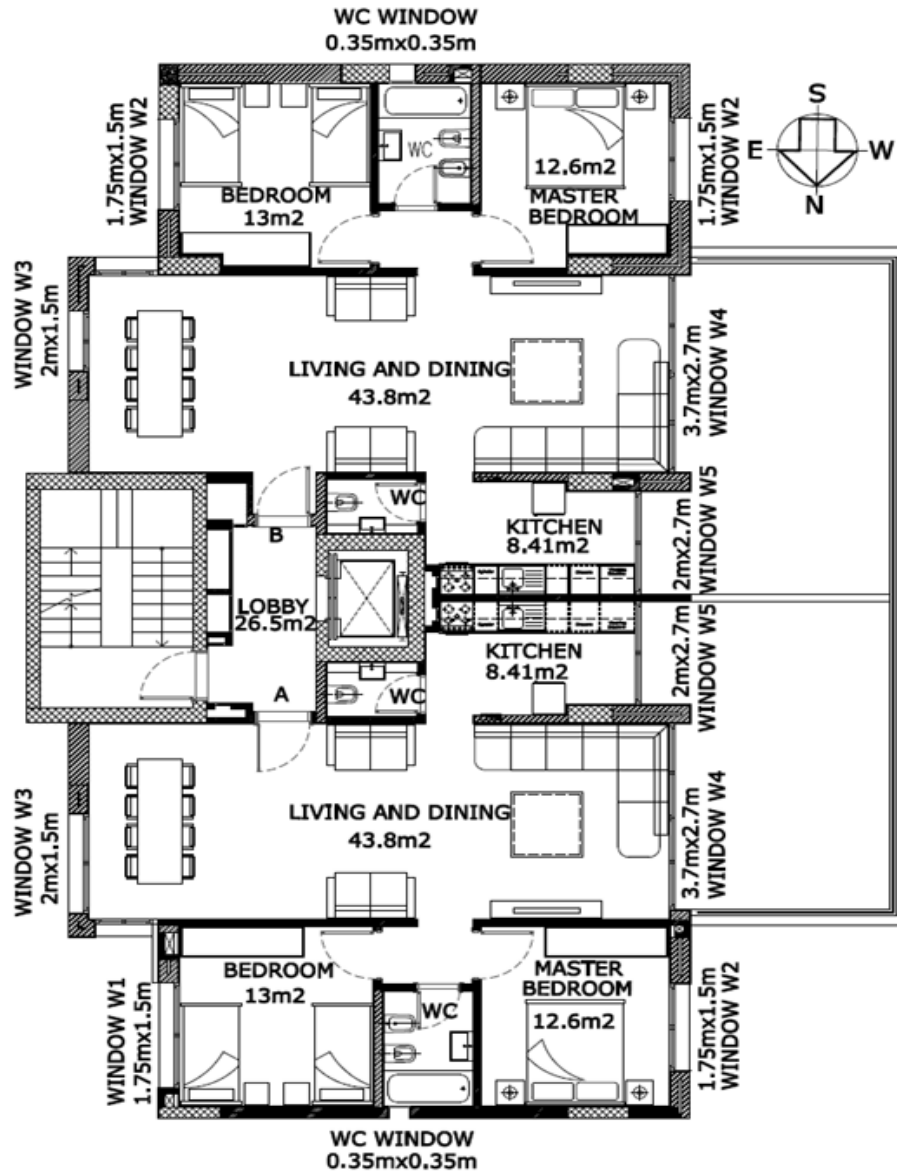 WC WINDOW
0.35mx0.35m
1.75mx1.5m
WINDOW W2
WC
12.6m2
MASTER
BEDROOM
BEDROOM
13m2
1.75mx1.5m
WINDOW W2
S
E
W
N
WINDOW W3
2mx1.5m
LIVING AND DINING
43.8m2
3.7mx2.7m
WINDOW W4
WC
B
KITCHEN
8.41m2
2mx2.7m
WINDOW W5
LOBBY
26.5m2
KITCHEN
8.41m2
2mx2.7m
WINDOW W5
A
WC
WINDOW W3
2mx1.5m
LIVING AND DINING
43.8m2
3.7mx2.7m
WINDOW W4
WINDOW W1
1.75mx1.5m
BEDROOM
13m2
WC
MASTER
BEDROOM
12.6m2
1.75mx1.5m
WINDOW W2
WC WINDOW
0.35mx0.35m